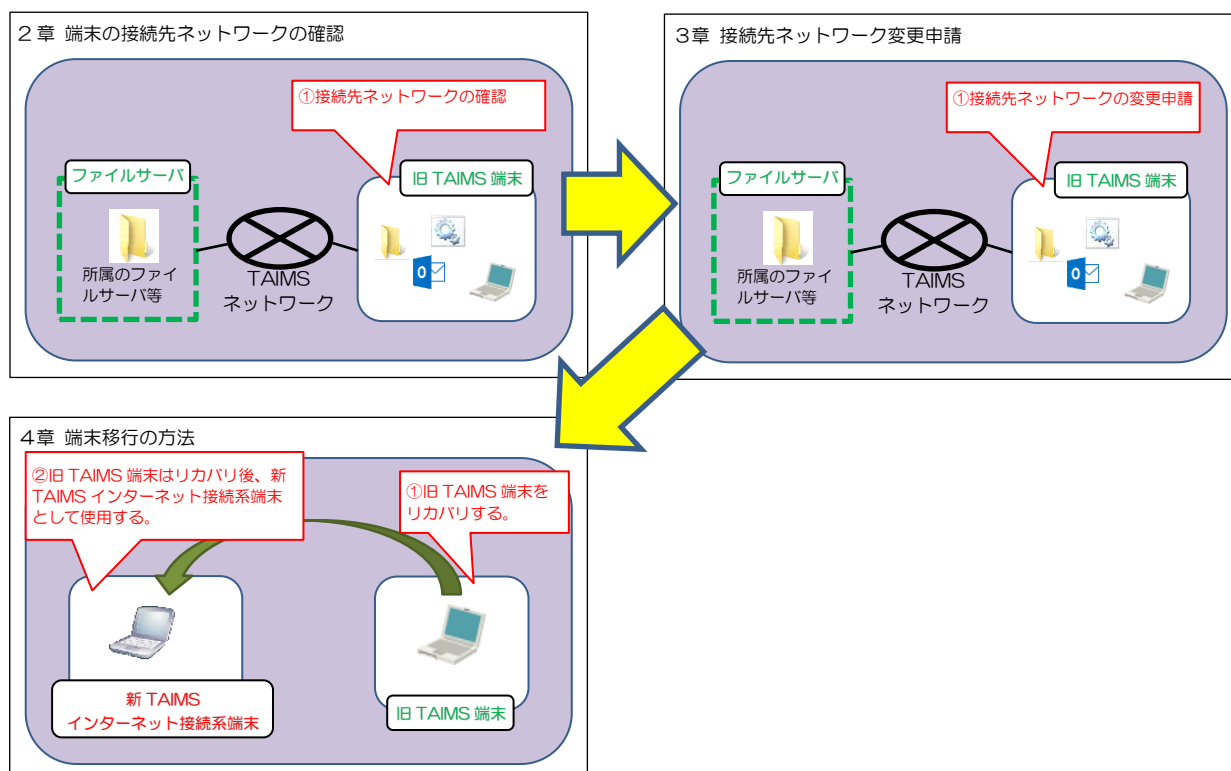 2章 端末の接続先ネットワークの確認
①接続先ネットワークの確認
ファイルサーバ
旧 TAIMS 端末
所属のファイ
ルサーバ等
TAIMS
ネットワーク
3章 接続先ネットワーク変更申請
①接続先ネットワークの変更申請
ファイルサーバ
旧 TAIMS 端末
所属のファイ
ルサーバ等
TAIMS
ネットワーク
4章 端末移行の方法
②旧 TAIMS 端末はリカバリ後、新
TAIMS インターネット接続系端末
として使用する。
①旧 TAIMS 端末を
リカバリする。
新 TAIMS
インターネット接続系端末
旧 TAIMS 端末